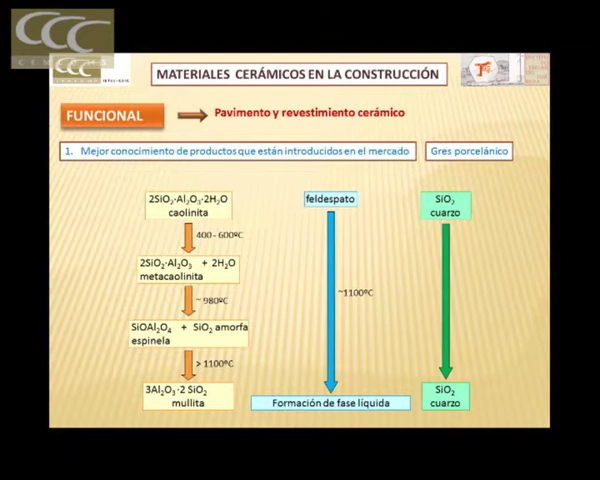 CCC
CCC
MATERIALES CERÁMICOS EN LA CONSTRUCCIÓN
FUNCIONAL
Pavimento y revestimiento cerámico
1. Mejor conocimiento de productos que están introducidos en el mercado
Gres porcelánico
2SiO₂·Al₂O₃·2H₂O
caolinita
feldespato
SiO₂
cuarzo
400 - 600ºC
2SiO₂·Al₂O₃ + 2H₂O
metacaolinita
~ 980ºC
~1100ºC
SiOAl₂O₄ + SiO₂ amorfa
espinela
> 1100ºC
3Al₂O₃·2 SiO₂
mullita
Formación de fase líquida
SiO₂
cuarzo